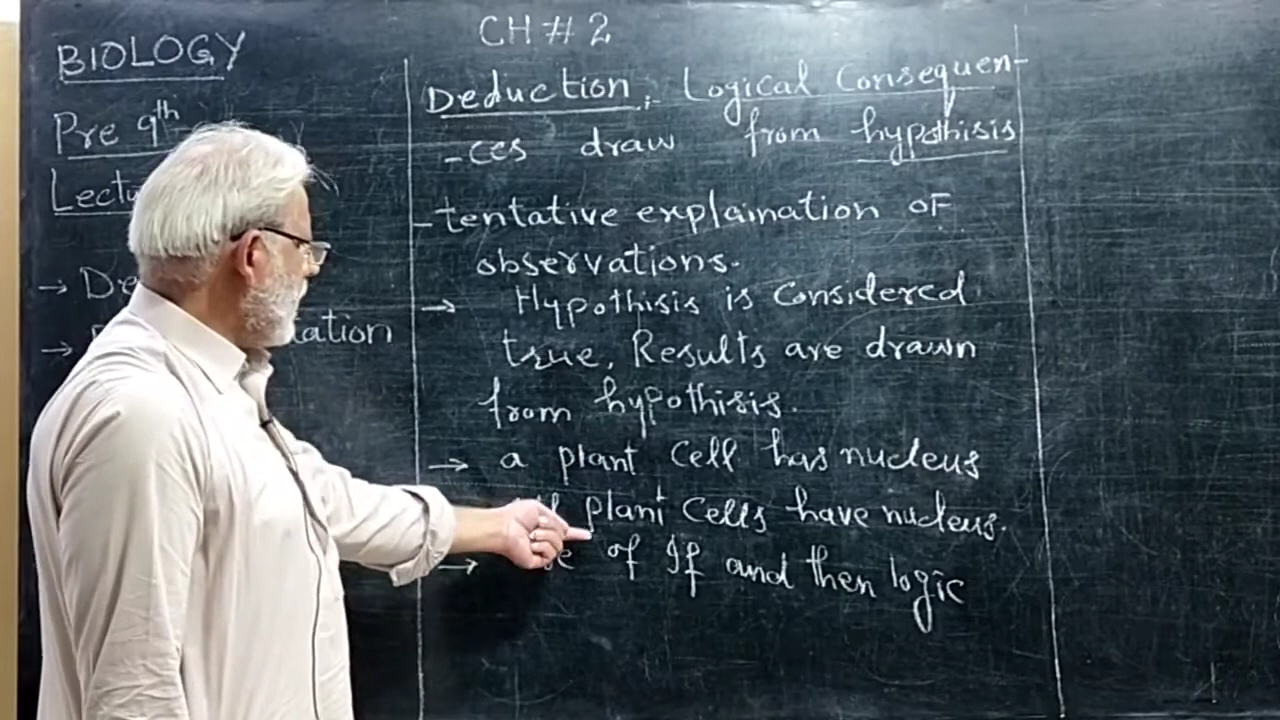 CH # 2
BIOLOGY
Pre 9th
Lectu
→ De
→ ation
Deduction:- Logical Consequen-
-ces draw from hypothisis
-tentative explaination of
observations.
→ Hypothisis is Considered
true, Results are drawn
from hypothisis.
→ a plant Cell has nucleus
plant Cells have nucleus.
→ of If and then logic